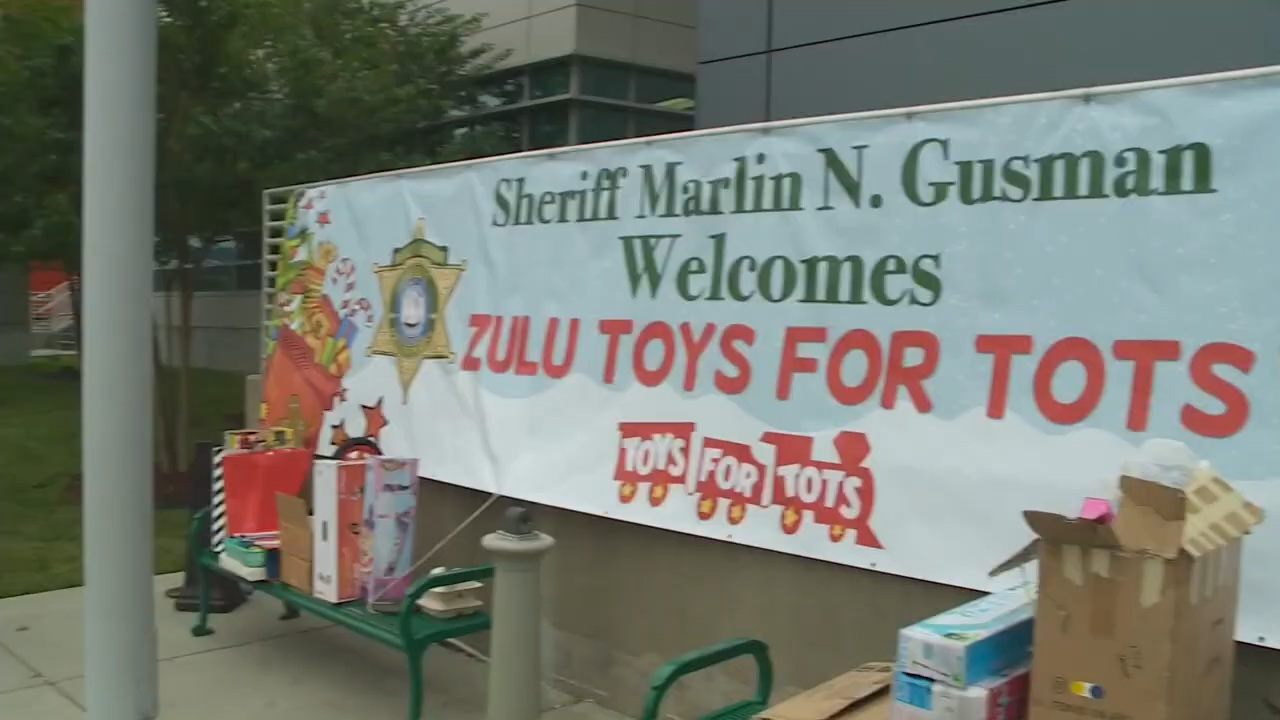 Sheriff Marlin N. Gusman
Welcomes
ZULU TOYS FOR TOTS
TOYS FOR TOTS